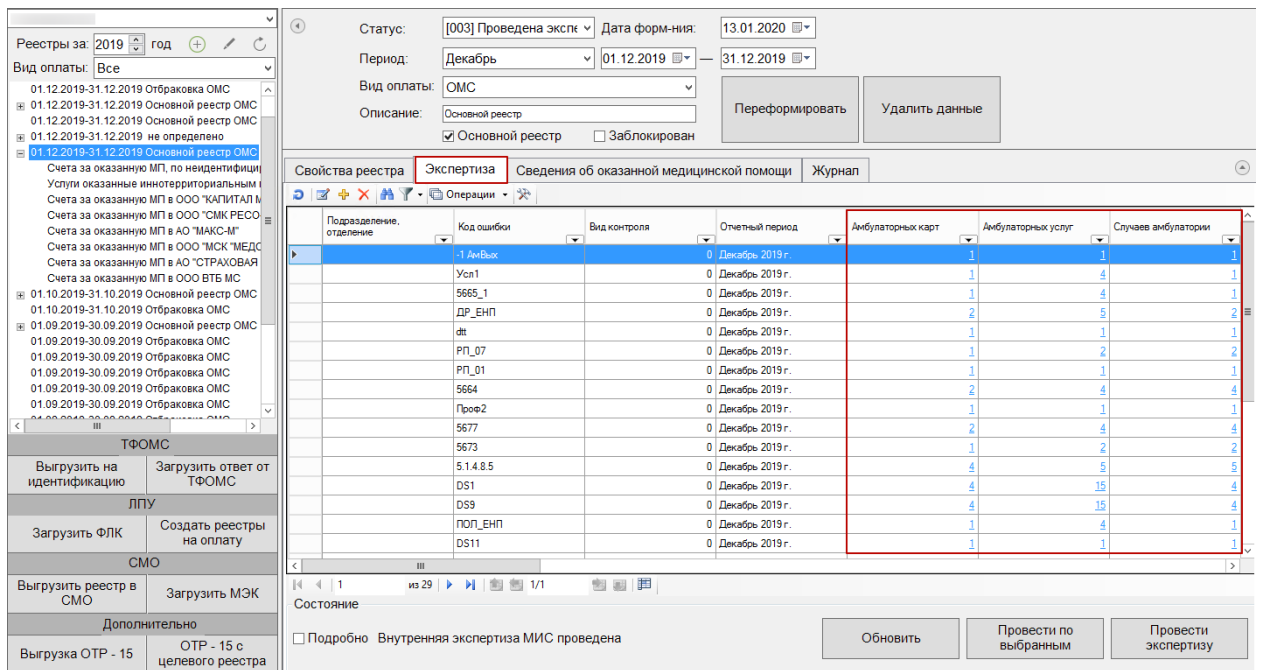 Реестры за: 2019 год
Вид оплаты: Все
01.12.2019-31.12.2019 Отбраковка ОМС
01.12.2019-31.12.2019 Основной реестр ОМС
01.12.2019-31.12.2019 Основной реестр ОМС
01.12.2019-31.12.2019 не определено
01.12.2019-31.12.2019 Основной реестр ОМС
Счета за оказанную МП, по
Услуги оказанные иннотерриториальным
Счета за оказанную МП в ООО "КАПИТАЛ
Счета за оказанную МП в ООО "СМК РЕСО-
Счета за оказанную МП в АО "МАКС-М"
Счета за оказанную МП в ООО "МСК "МЕДС
Счета за оказанную МП в АО "СТРАХОВАЯ
Счета за оказанную МП в ООО ВТБ МС
01.10.2019-31.10.2019 Основной реестр ОМС
01.10.2019-31.10.2019 Отбраковка ОМС
01.09.2019-30.09.2019 Основной реестр ОМС
01.09.2019-30.09.2019 Отбраковка ОМС
01.09.2019-30.09.2019 Отбраковка ОМС
01.09.2019-30.09.2019 Отбраковка ОМС
01.09.2019-30.09.2019 Отбраковка ОМС
01.09.2019-30.09.2019 Отбраковка ОМС
ТФОМС
Выгрузить на идентификацию
Загрузить ответ от ТФОМС
ЛПУ
Загрузить ФЛК
Создать реестры на оплату
СМО
Выгрузить реестр в СМО
Загрузить МЭК
Дополнительно
Выгрузка ОТР - 15
ОТР - 15 с целевого реестра
Статус: [003] Проведена экспе Дата форм-ния: 13.01.2020
Период: Декабрь 01.12.2019 — 31.12.2019
Вид оплаты: ОМС
Описание: Основной реестр
Основной реестр Заблокирован
Переформировать Удалить данные
Свойства реестра Экспертиза Сведения об оказанной медицинской помощи Журнал
Операции
Подразделение, отделение Код ошибки Вид контроля Отчетный период Амбулаторных карт Амбулаторных услуг Случаев амбулатории
-1 АмВых 0 Декабрь 2019 г. 1 1 1
Усл1 0 Декабрь 2019 г. 1 4 1
5665_1 0 Декабрь 2019 г. 1 4 1
ДР_ЕНП 0 Декабрь 2019 г. 2 5 2
dtt 0 Декабрь 2019 г. 1 1 1
РП_07 0 Декабрь 2019 г. 1 2 2
РП_01 0 Декабрь 2019 г. 1 1 1
5664 0 Декабрь 2019 г. 2 4 4
Проф2 0 Декабрь 2019 г. 1 1 1
5677 0 Декабрь 2019 г. 2 4 4
5673 0 Декабрь 2019 г. 1 2 2
5.1.4.8.5 0 Декабрь 2019 г. 4 5 5
DS1 0 Декабрь 2019 г. 4 15 4
DS9 0 Декабрь 2019 г. 4 15 4
ПОЛ_ЕНП 0 Декабрь 2019 г. 1 4 1
DS11 0 Декабрь 2019 г. 1 1 1
1 из 29 1/1
Состояние
Подробно Внутренняя экспертиза МИС проведена
Обновить
Провести по выбранным
Провести экспертизу